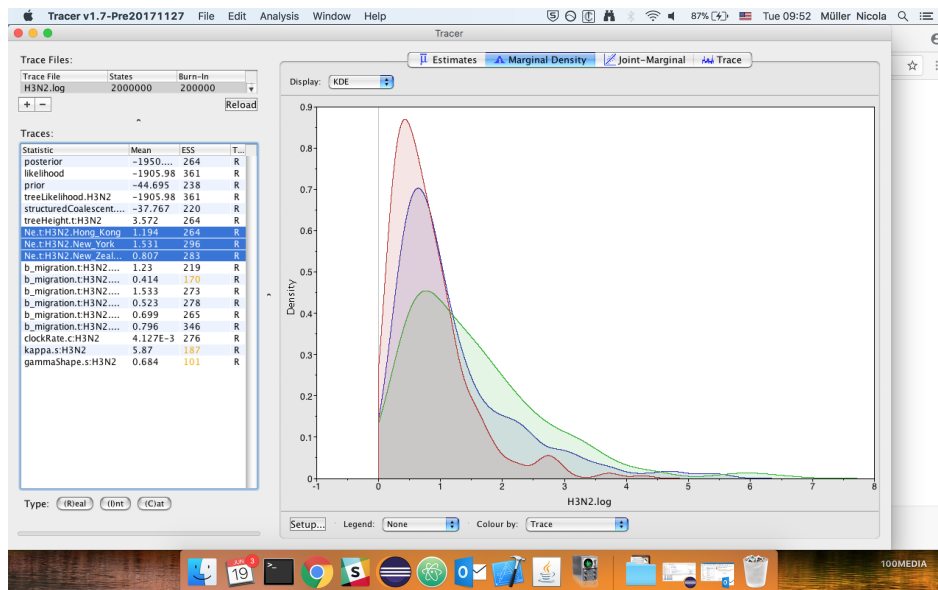 Tracer v1.7-Pre20171127 File Edit Analysis Window Help 87% Tue 09:52 Müller Nicola
Tracer
Trace Files:
Trace File States Burn-In
H3N2.log 2000000 200000
+ − Reload
Traces:
Statistic Mean ESS T...
posterior −1950.... 264 R
likelihood −1905.98 361 R
prior −44.695 238 R
treeLikelihood.H3N2 −1905.98 361 R
structuredCoalescent.... −37.767 220 R
treeHeight.t:H3N2 3.572 264 R
Ne.t:H3N2.Hong_Kong 1.194 264 R
Ne.t:H3N2.New_York 1.531 296 R
Ne.t:H3N2.New_Zeal... 0.807 283 R
b_migration.t:H3N2.... 1.23 219 R
b_migration.t:H3N2.... 0.414 170 R
b_migration.t:H3N2.... 1.533 273 R
b_migration.t:H3N2.... 0.523 278 R
b_migration.t:H3N2.... 0.699 265 R
b_migration.t:H3N2.... 0.796 346 R
clockRate.c:H3N2 4.127E-3 276 R
kappa.s:H3N2 5.87 187 R
gammaShape.s:H3N2 0.684 101 R
Type: (R)eal (I)nt (C)at
Estimates Marginal Density Joint-Marginal Trace
Display: KDE
0.9
0.8
0.7
0.6
0.5
0.4
0.3
0.2
0.1
0
Density
-1 0 1 2 3 4 5 6 7 8
H3N2.log
Setup... Legend: None Colour by: Trace
19
3
100MEDIA